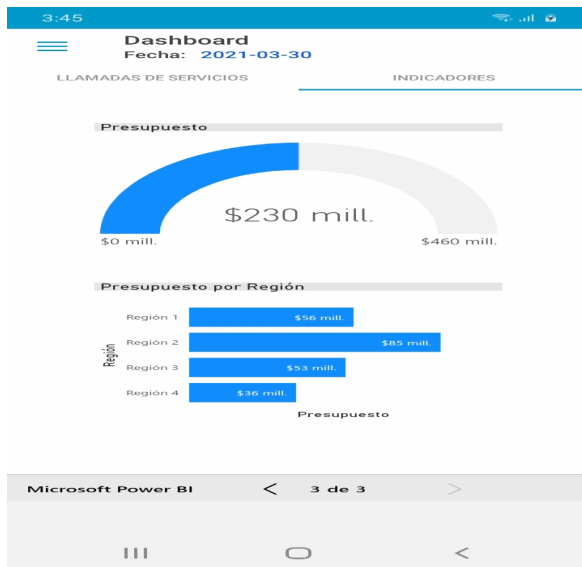 3:45
Dashboard
Fecha: 2021-03-30
LLAMADAS DE SERVICIOS INDICADORES
Presupuesto
$230 mill.
$0 mill. $460 mill.
Presupuesto por Región
Región
Región 1 $56 mill.
Región 2 $85 mill.
Región 3 $53 mill.
Región 4 $36 mill.
Presupuesto
Microsoft Power BI < 3 de 3 >